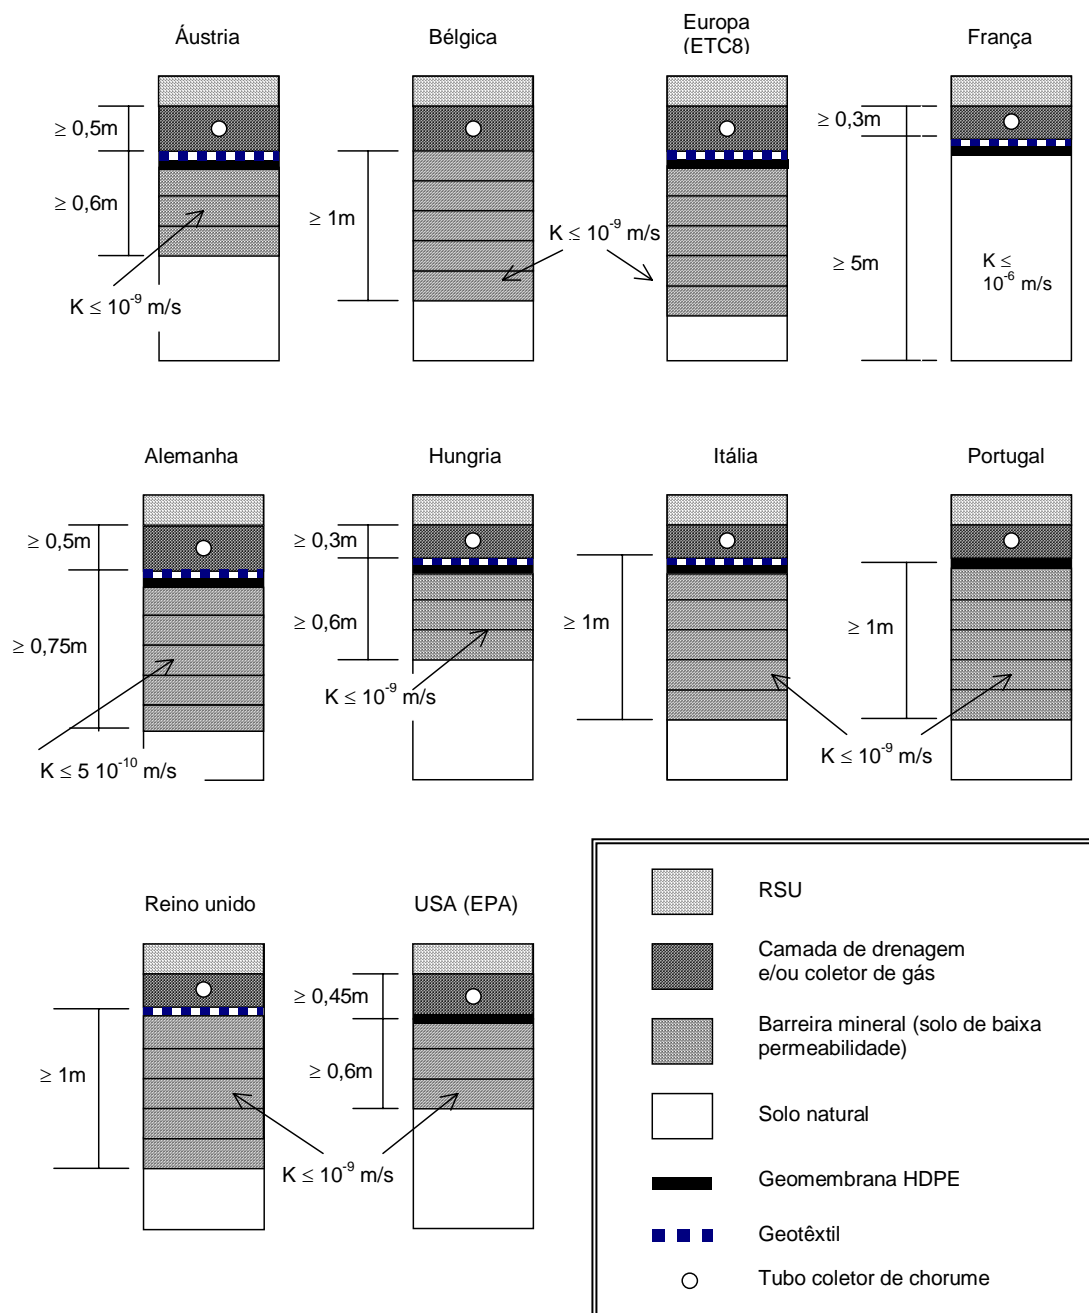 Áustria
Bélgica
Europa
(ETC8)
França
≥ 0,5m
≥ 0,6m
K ≤ 10⁻⁹ m/s
≥ 1m
K ≤ 10⁻⁹ m/s
≥ 0,3m
≥ 5m
K ≤
10⁻⁶ m/s
Alemanha
Hungria
Itália
Portugal
≥ 0,5m
≥ 0,75m
K ≤ 5 10⁻¹⁰ m/s
≥ 0,3m
≥ 0,6m
K ≤ 10⁻⁹ m/s
≥ 1m
≥ 1m
K ≤ 10⁻⁹ m/s
Reino unido
USA (EPA)
≥ 1m
≥ 0,45m
≥ 0,6m
K ≤ 10⁻⁹ m/s
RSU
Camada de drenagem
e/ou coletor de gás
Barreira mineral (solo de baixa
permeabilidade)
Solo natural
Geomembrana HDPE
Geotêxtil
Tubo coletor de chorume